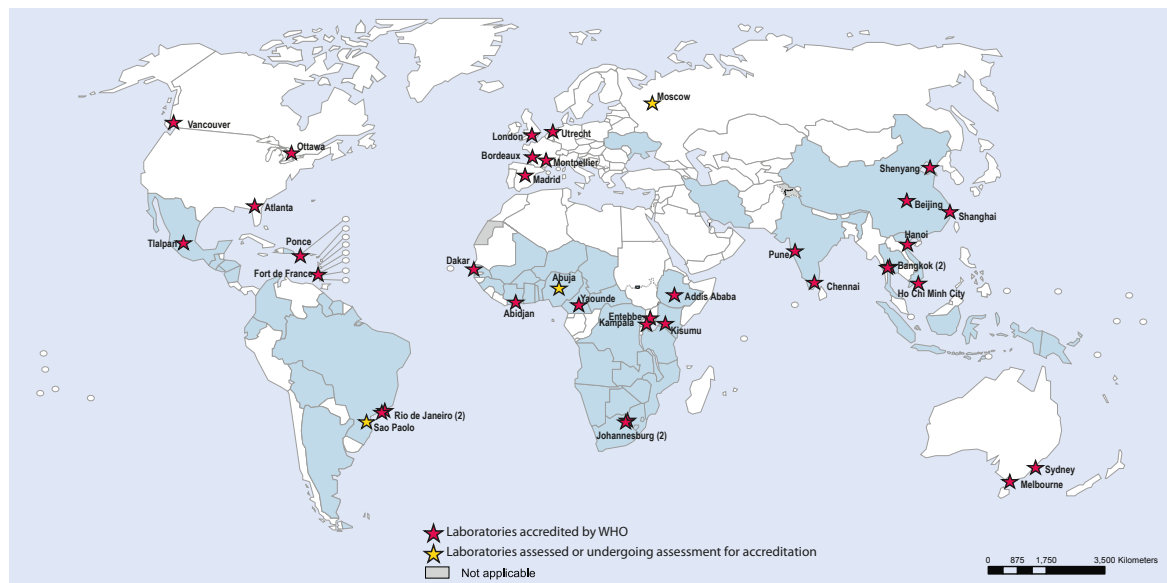 Moscow
Vancouver
London
Utrecht
Ottawa
Bordeaux
Montpellier
Shenyang
Madrid
Beijing
Atlanta
Shanghai
Tlalpan
Ponce
Hanoi
Pune
Dakar
Fort de France
Bangkok (2)
Abuja
Chennai
Addis Ababa
Ho Chi Minh City
Yaounde
Abidjan
Entebbe
Kampala
Kisumu
Rio de Janeiro (2)
Sao Paolo
Johannesburg (2)
Sydney
Melbourne
Laboratories accredited by WHO
Laboratories assessed or undergoing assessment for accreditation
Not applicable
0 875 1,750 3,500 Kilometers